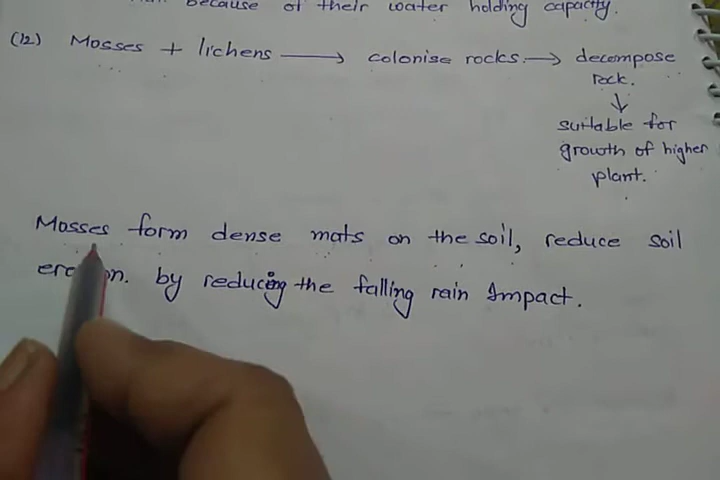 because of their water holding capacity.
(12) Mosses + lichens → colonise rocks. → decompose
rock.
↓
suitable for
growth of higher
plant.
Mosses form dense mats on the soil, reduce soil
by reducing the falling rain Impact.